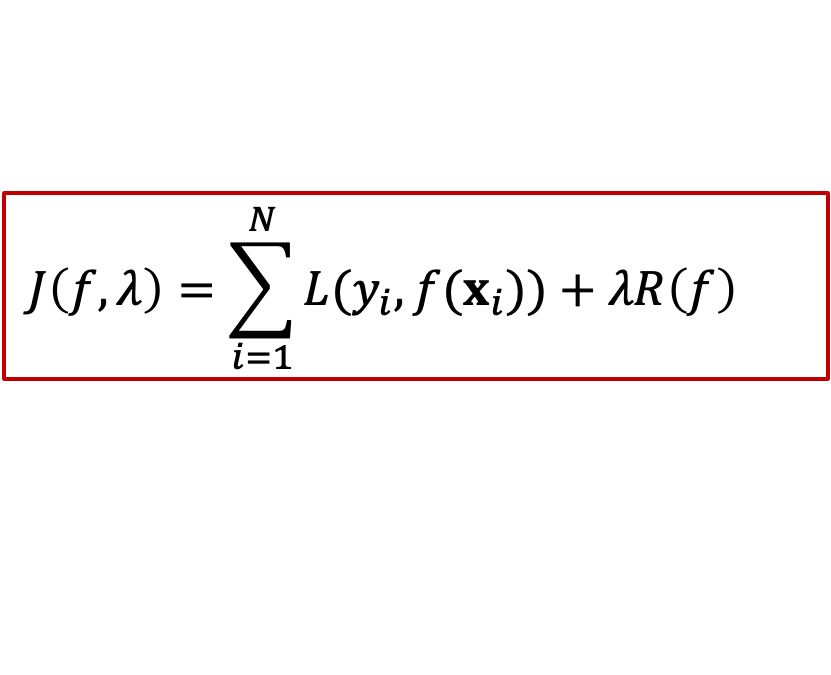 J(f, λ) = ∑_{i=1}^{N} L(y_i, f(𝐱_i)) + λR(f)